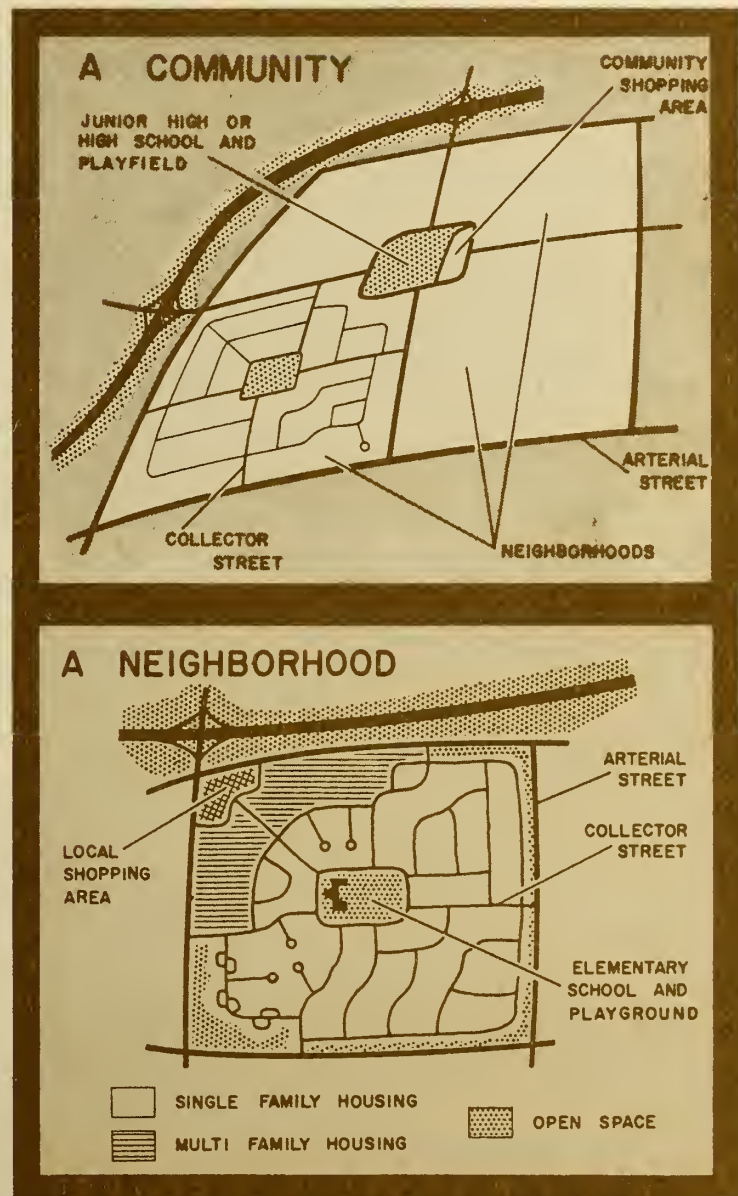 A COMMUNITY
COMMUNITY
SHOPPING
AREA
JUNIOR HIGH OR
HIGH SCHOOL AND
PLAYFIELD
ARTERIAL
STREET
COLLECTOR
STREET
NEIGHBORHOODS
A NEIGHBORHOOD
ARTERIAL
STREET
COLLECTOR
STREET
LOCAL
SHOPPING
AREA
ELEMENTARY
SCHOOL AND
PLAYGROUND
SINGLE FAMILY HOUSING
OPEN SPACE
MULTI FAMILY HOUSING